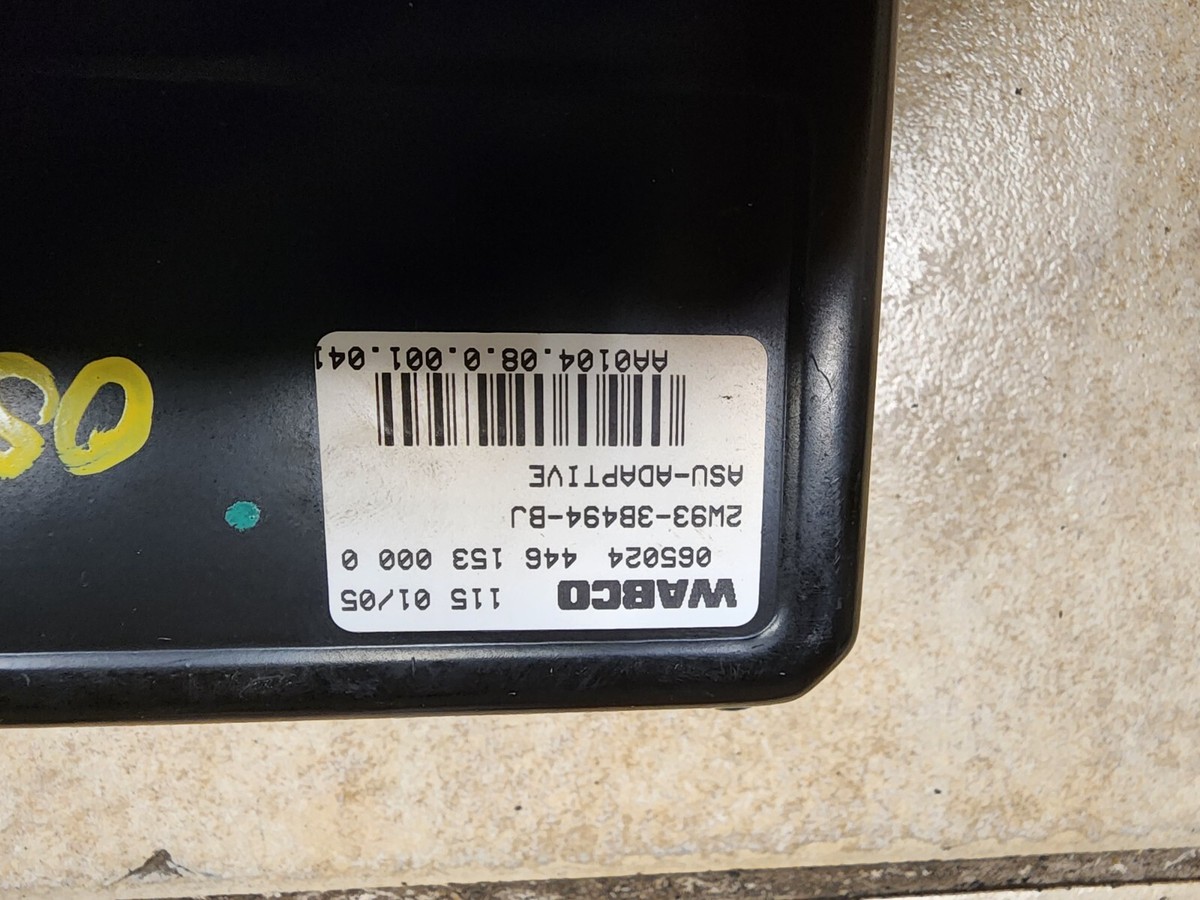 WABCO 115 01/05
065024 446 153 000 0
2W93-3B494-BJ
ASU-ADAPTIVE
AA0104.08.0.001.041